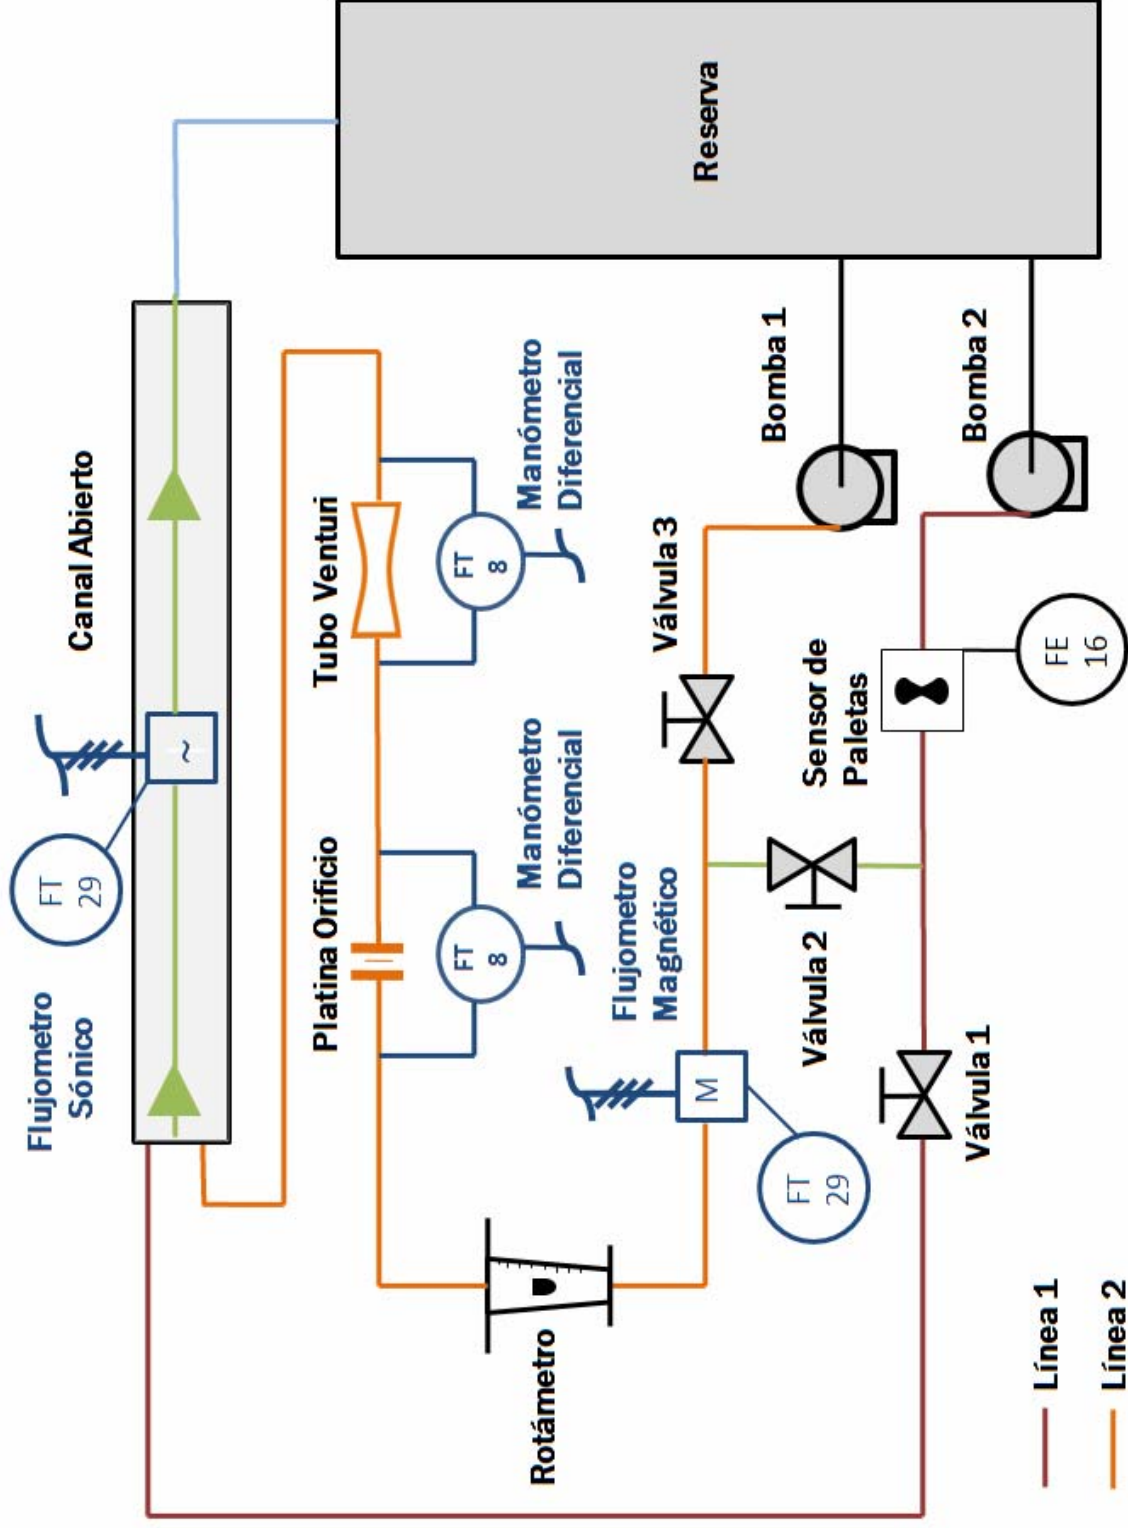 Flujometro
Sónico
FT
29
Canal Abierto
~
Platina Orificio
Tubo Venturi
FT
8
Manómetro
Diferencial
FT
8
Manómetro
Diferencial
Rotámetro
Flujometro
Magnético
M
FT
29
Válvula 3
Reserva
Bomba 1
Válvula 2
Sensor de
Paletas
Válvula 1
Bomba 2
FE
16
Línea 1
Línea 2